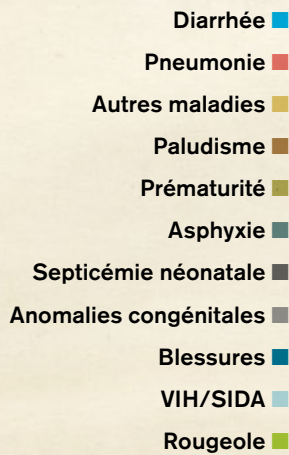 Diarrhée
Pneumonie
Autres maladies
Paludisme
Prématurité
Asphyxie
Septicémie néonatale
Anomalies congénitales
Blessures
VIH/SIDA
Rougeole